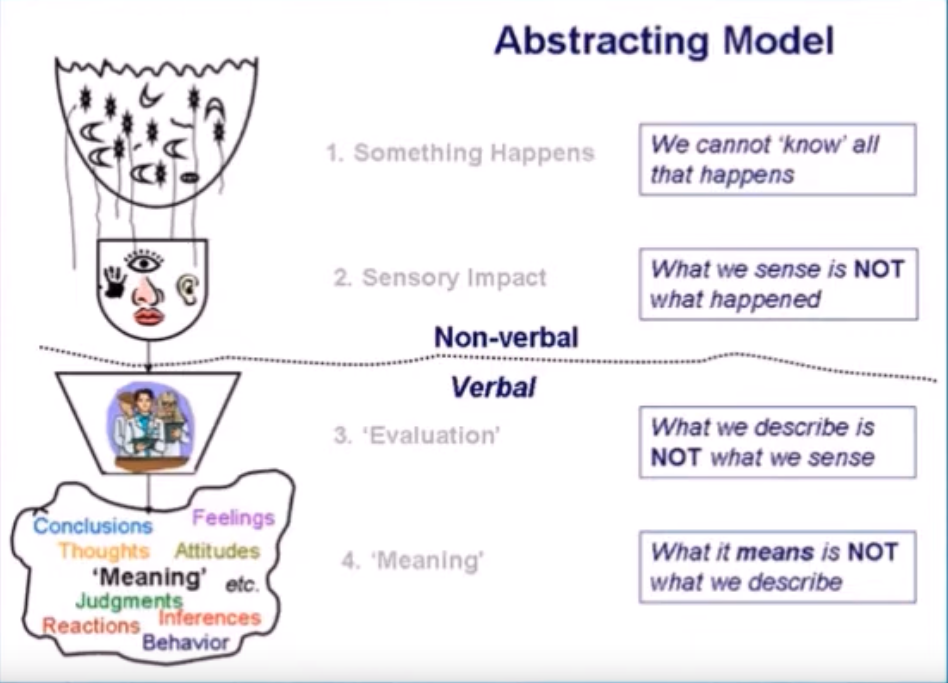 Abstracting Model
1. Something Happens
We cannot ‘know’ all
that happens
2. Sensory Impact
What we sense is NOT
what happened
Non-verbal
Verbal
3. ‘Evaluation’
What we describe is
NOT what we sense
4. ‘Meaning’
What it means is NOT
what we describe
Conclusions
Feelings
Thoughts
Attitudes
‘Meaning’
etc.
Judgments
Inferences
Reactions
Behavior